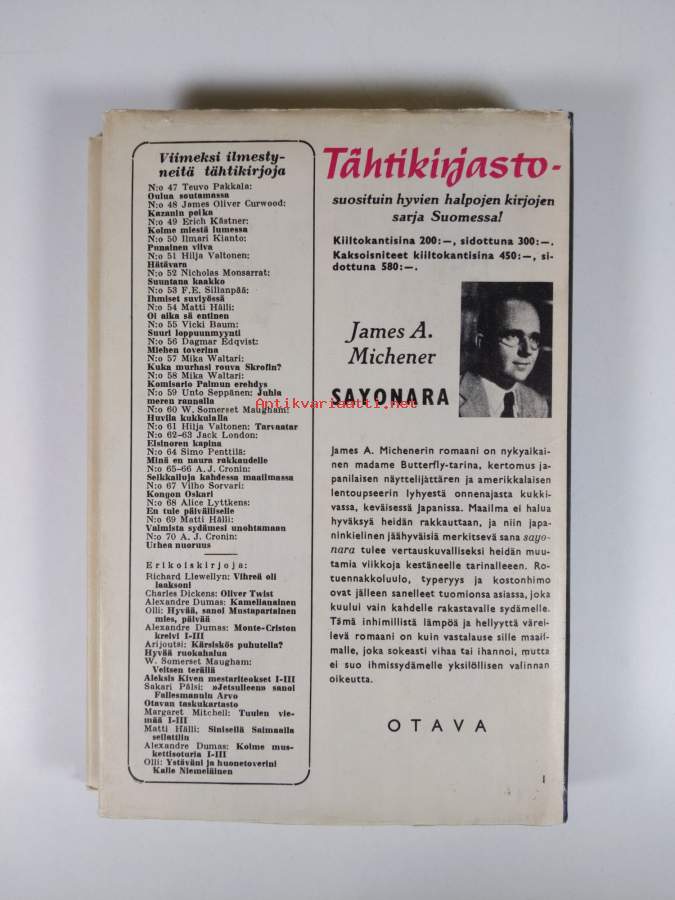 Viimeksi ilmesty-
neitä tähtikirjoja
N:o 47 Teuvo Pakkala:
Oulua soutamassa
N:o 48 James Oliver Curwood:
Kazanin poika
N:o 49 Erich Kästner:
Kolme miestä lumessa
N:o 50 Ilmari Kianto:
Punainen viiva
N:o 51 Hilja Valtonen:
Hätävara
N:o 52 Nicholas Monsarrat:
Suuntana kaakko
N:o 53 F.E. Sillanpää:
Ihmiset suviyössä
N:o 54 Matti Hälli:
Oi aika sä entinen
N:o 55 Vicki Baum:
Suuri loppuunmyynti
N:o 56 Dagmar Edqvist:
Miehen toverina
N:o 57 Mika Waltari:
Kuka murhasi rouva Skrofin?
N:o 58 Mika Waltari:
Komisario Palmun erehdys
N:o 59 Unto Seppänen: Juhla
meren rannalla
N:o 60 W. Somerset Maugham:
Huvila kukkulalla
N:o 61 Hilja Valtonen: Tarvaatar
N:o 62–63 Jack London:
Elsinoren kapina
N:o 64 Simo Penttilä:
Minä en naura rakkaudelle
N:o 65–66 A. J. Cronin:
Seikkailuja kahdessa maailmassa
N:o 67 Vilho Sorvari:
Kongon Oskari
N:o 68 Alice Lyttkens:
En tule päivälliselle
N:o 69 Matti Hälli:
Valmista sydämesi unohtamaan
N:o 70 A. J. Cronin:
Urhea nuoruus
Erikoiskirjoja:
Richard Llewellyn: Vihreä oli
laaksoni
Charles Dickens: Oliver Twist
Alexandre Dumas: Kamelianainen
Olli: Hyvää, sanoi Mustapartainen
mies, päivää
Alexandre Dumas: Monte-Criston
kreivi I-III
Arijoutsi: Kärsiskös puhutella?
Hyvää ruokahalua
W. Somerset Maugham:
Veitsen terällä
Aleksis Kiven mestariteokset I-III
Sakari Pälsi: »Jetsulleen» sanoi
Fallesmannin Arvo
Otavan taskukartasto
Margaret Mitchell: Tuulen vie-
mää I-III
Matti Hälli: Sinisellä Saimaalla
seilattiin
Alexandre Dumas: Kolme mus-
kettisoturia I-III
Olli: Ystäväni ja huonetoverini
Kalle Niemeläinen
Tähtikirjasto-
suosituin hyvien halpojen kirjojen
sarja Suomessa!
Kiiltokantisina 200:—, sidottuna 300:—.
Kaksoisniteet kiiltokantisina 450:—, si-
dottuna 580:—.
James A.
Michener
SAYONARA
Antikvariaatti.net
James A. Michenerin romaani on nykyaikai-
nen madame Butterfly-tarina, kertomus ja-
panilaisen näyttelijättären ja amerikkalaisen
lentoupseerin lyhyestä onnenajasta kukki-
vassa, keväisessä Japanissa. Maailma ei halua
hyväksyä heidän rakkauttaan, ja niin japa-
ninkielinen jäähyväisiä merkitsevä sana sayo-
nara tulee vertauskuvalliseksi heidän muu-
tamia viikkoja kestäneelle tarinalleen. Ro-
tuennakkoluulo, typeryys ja kostonhimo
ovat jälleen sanelleet tuomionsa asiassa, joka
kuului vain kahdelle rakastavalle sydämelle.
Tämä inhimillistä lämpöä ja hellyyttä värei-
levä romaani on kuin vastalause sille maail-
malle, joka sokeasti vihaa tai ihannoi, mutta
ei suo ihmissydämelle yksilöllisen valinnan
oikeutta.
OTAVA
1